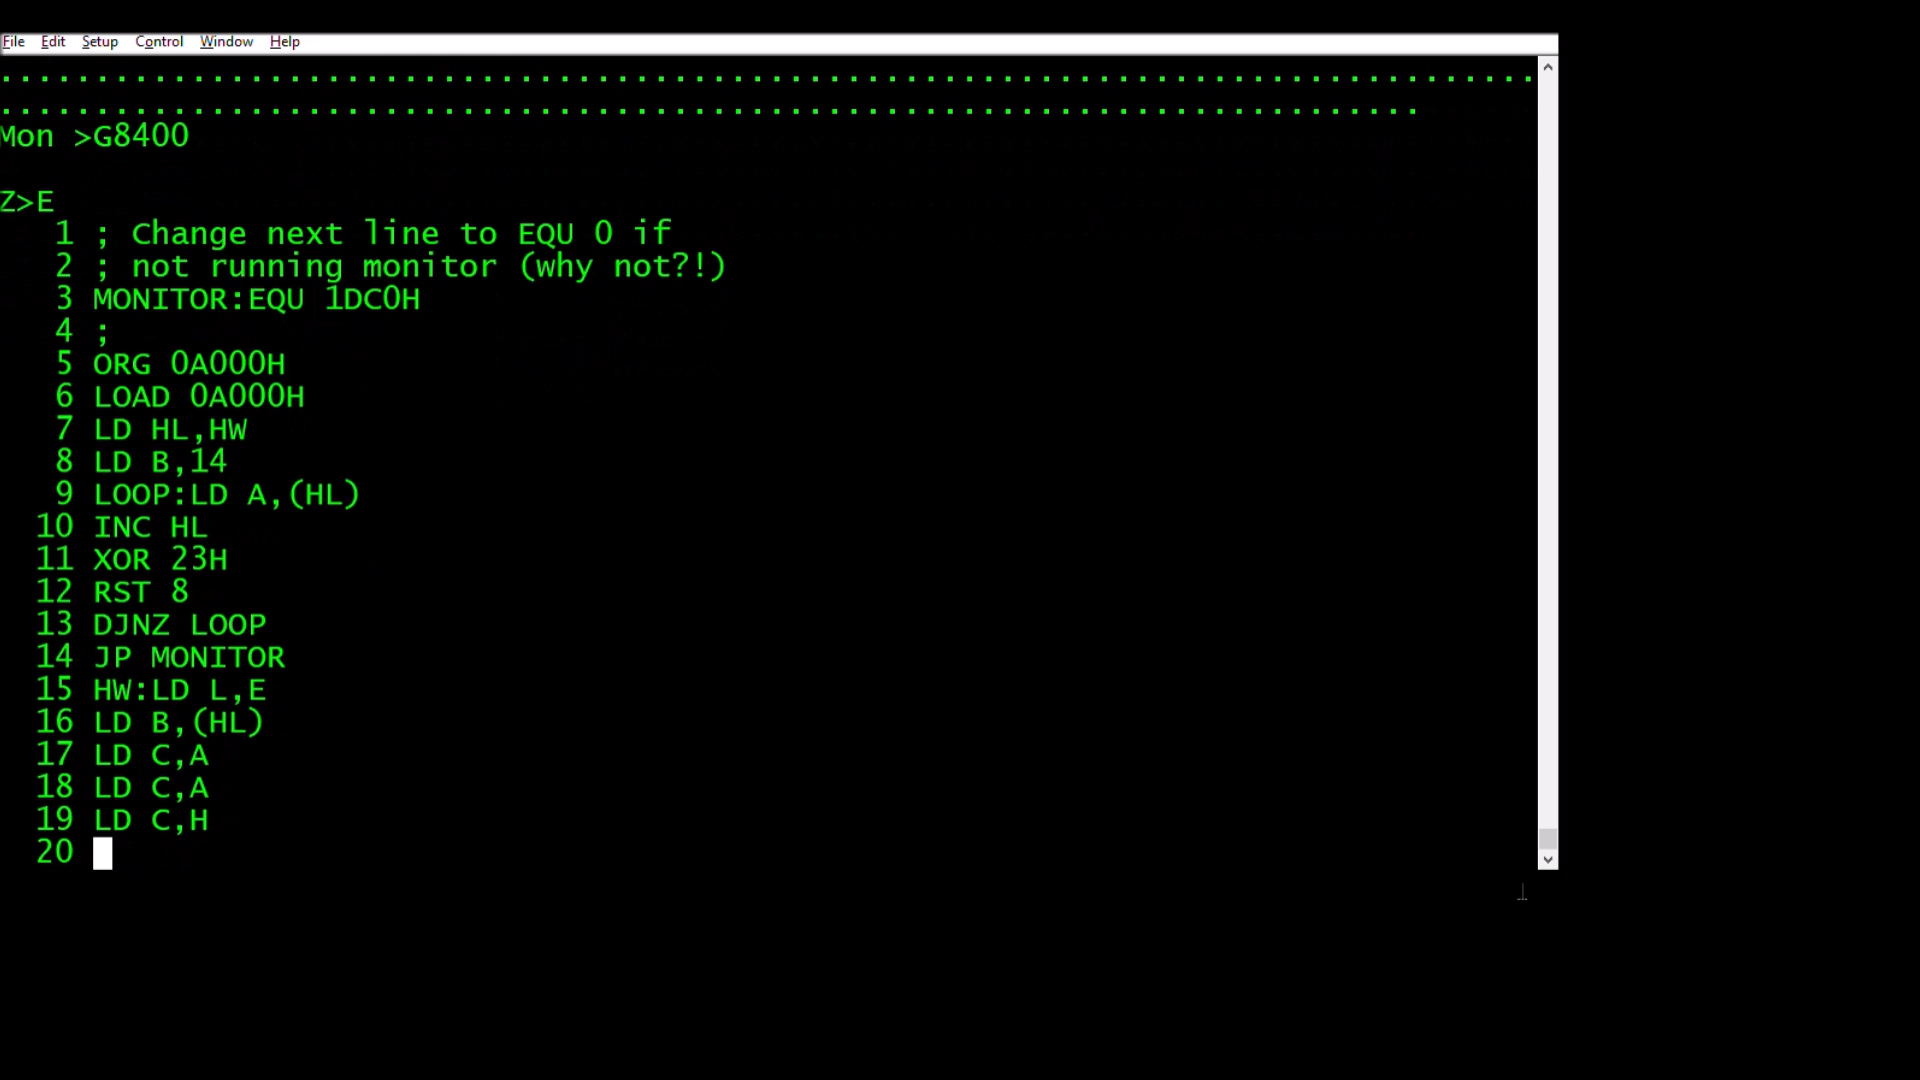 File Edit Setup Control Window Help
................................................................................
..........................................................................
Mon >G8400
Z>E
1 ; Change next line to EQU 0 if
2 ; not running monitor (why not?!)
3 MONITOR:EQU 1DC0H
4 ;
5 ORG 0A000H
6 LOAD 0A000H
7 LD HL,HW
8 LD B,14
9 LOOP:LD A,(HL)
10 INC HL
11 XOR 23H
12 RST 8
13 DJNZ LOOP
14 JP MONITOR
15 HW:LD L,E
16 LD B,(HL)
17 LD C,A
18 LD C,A
19 LD C,H
20